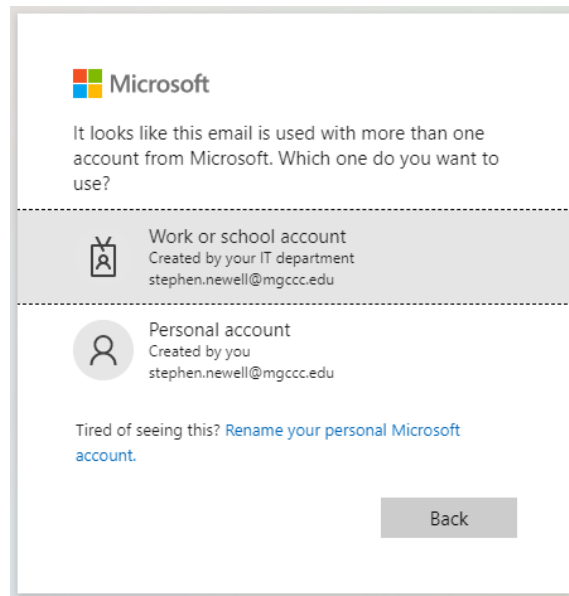 Microsoft
It looks like this email is used with more than one
account from Microsoft. Which one do you want to
use?
Work or school account
Created by your IT department
stephen.newell@mgccc.edu
Personal account
Created by you
stephen.newell@mgccc.edu
Tired of seeing this? Rename your personal Microsoft
account.
Back